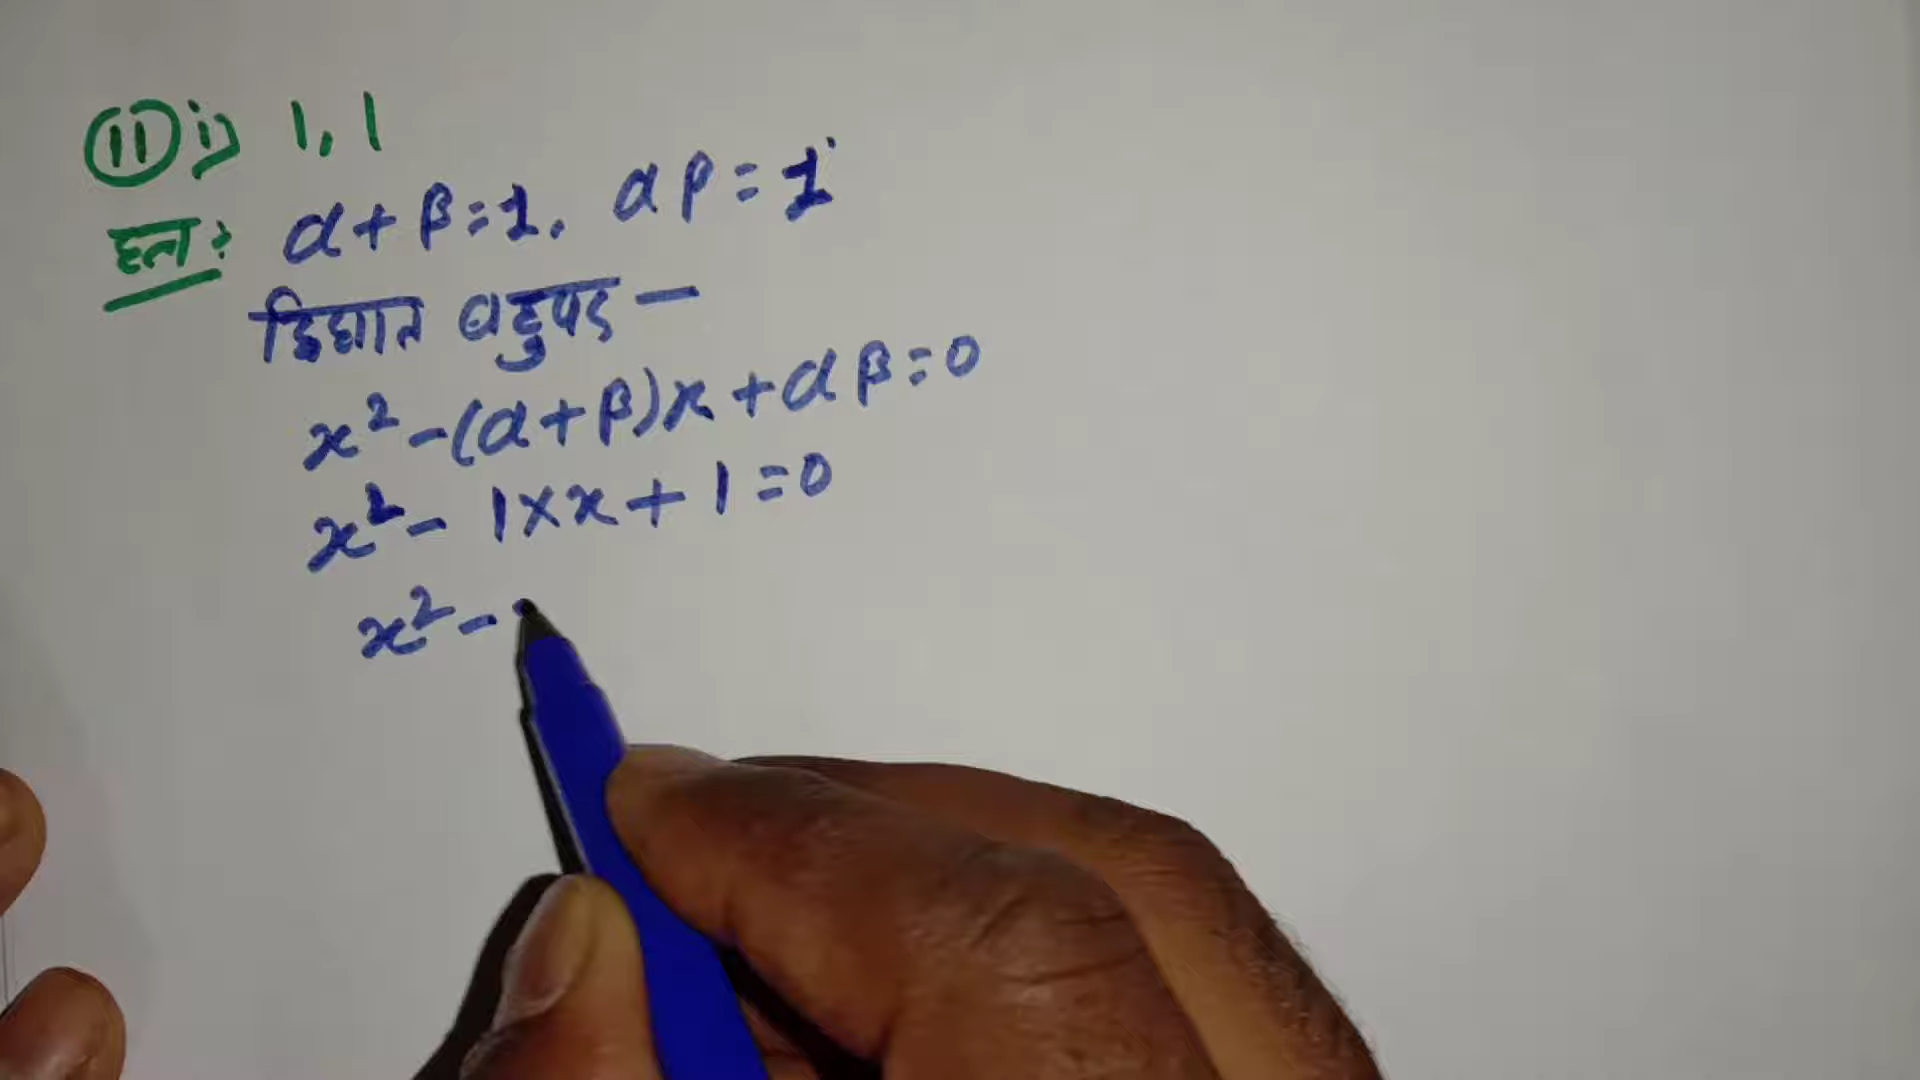 11 i) 1, 1
हल : α + β = 1, αβ = 1
द्विघात बहुपद —
x² - (α + β)x + αβ = 0
x² - 1 × x + 1 = 0
x² -